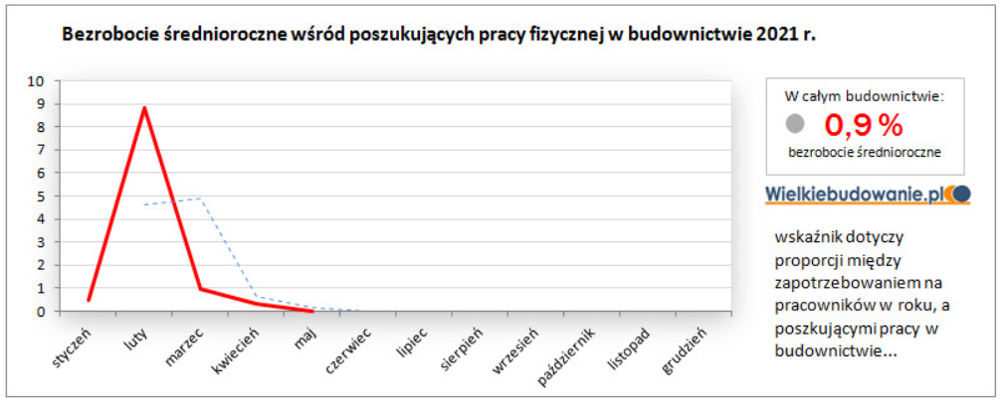 Bezrobocie średnioroczne wśród poszukujących pracy fizycznej w budownictwie 2021 r.
10
9
8
7
6
5
4
3
2
1
0
styczeń
luty
marzec
kwiecień
maj
czerwiec
lipiec
sierpień
wrzesień
październik
listopad
grudzień
W całym budownictwie:
0,9 %
bezrobocie średnioroczne
Wielkiebudowanie.pl
wskaźnik dotyczy
proporcji między
zapotrzebowaniem na
pracowników w roku, a
poszkującymi pracy w
budownictwie...